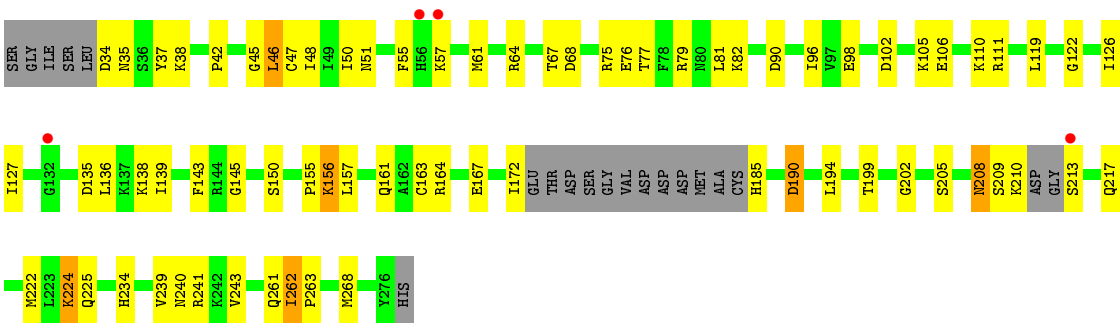 SER GLY ILE SER LEU D34 N35 S36 Y37 K38 P42 G45 L46 C47 I48 I49 I50 N51 F55 H56 K57 M61 R64 T67 D68 R75 E76 T77 F78 R79 N80 L81 K82 D90 I96 V97 E98 D102 K105 E106 K110 R111 L119 G122 I126
I127 G132 D135 L136 K137 K138 I139 F143 R144 G145 S150 P155 K156 L157 Q161 A162 C163 R164 E167 I172 GLU THR ASP SER GLY VAL ASP ASP ASP MET ALA CYS H185 D190 L194 T199 G202 S205 N208 S209 K210 ASP GLY S213 Q217
M222 L223 K224 Q225 H234 V239 N240 R241 K242 V243 Q261 I262 P263 M268 Y276 HIS